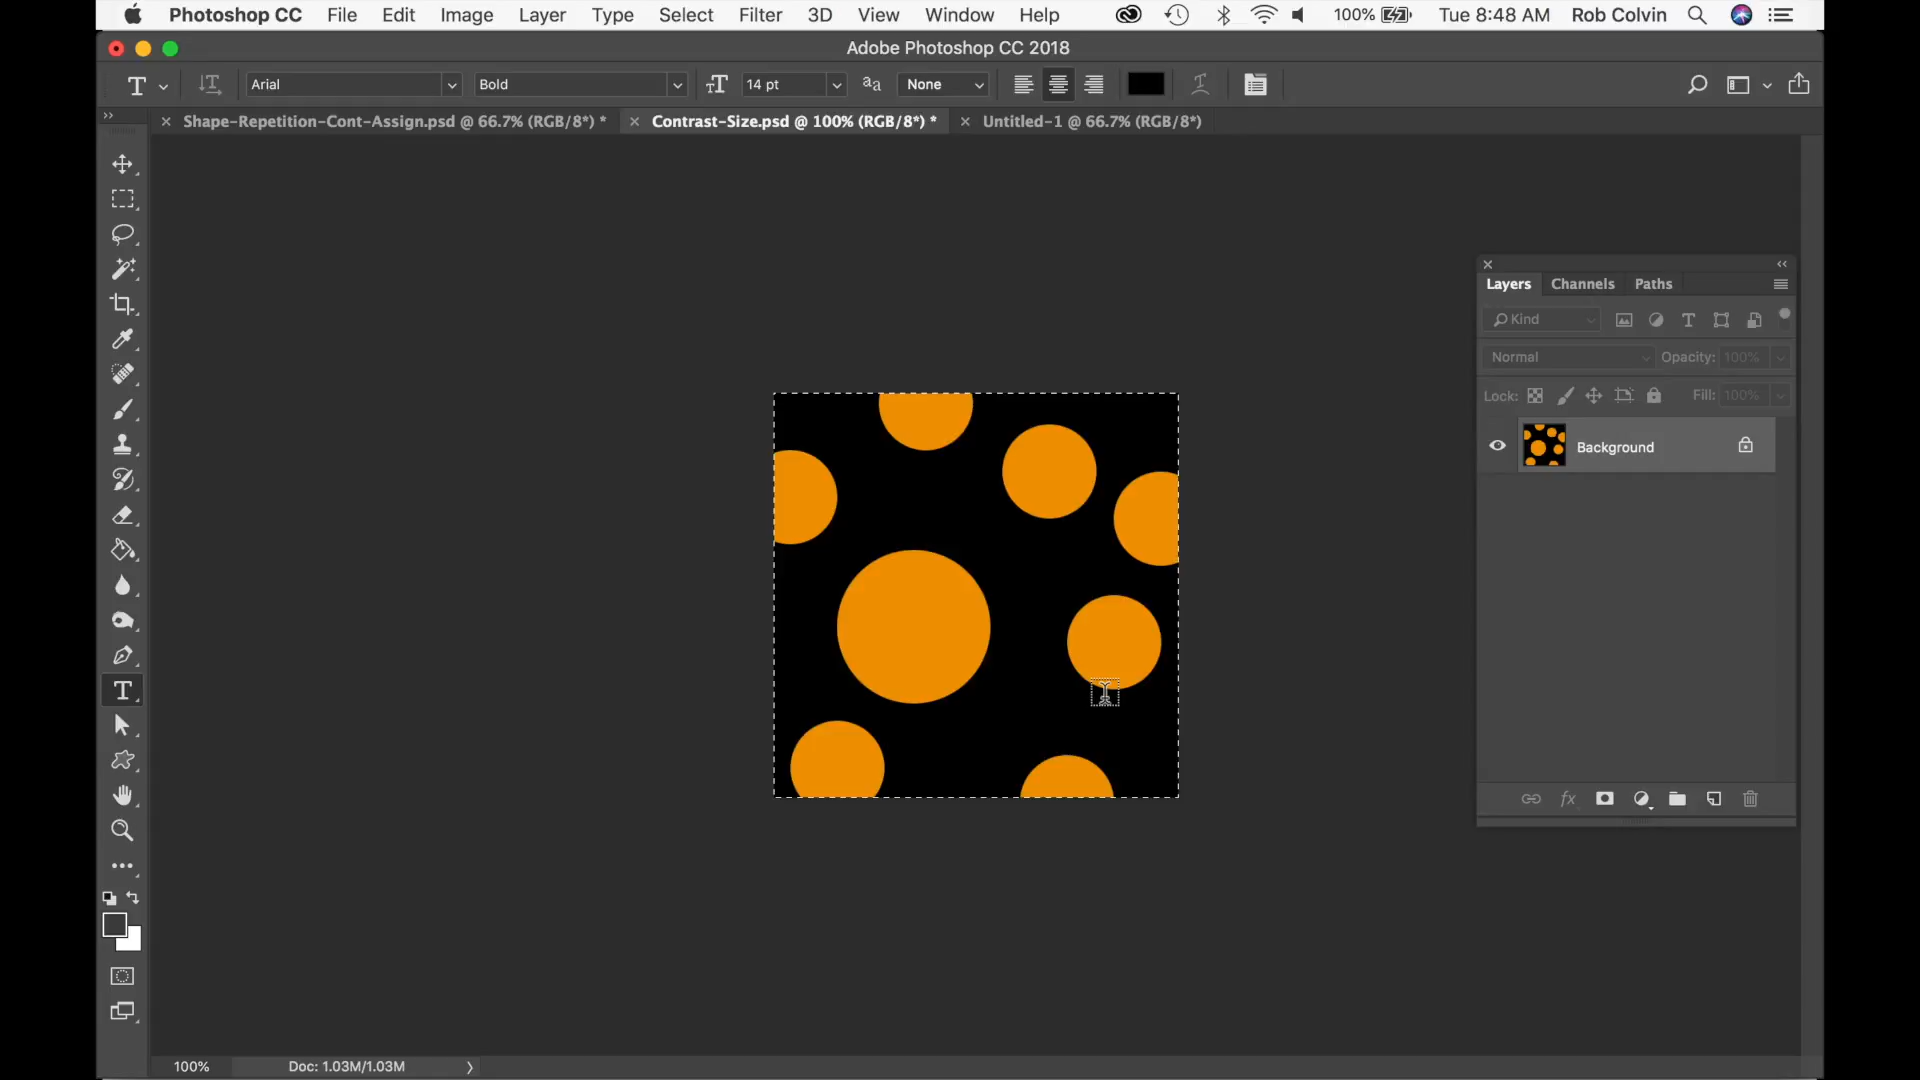 Photoshop CC File Edit Image Layer Type Select Filter 3D View Window Help 100% Tue 8:48 AM Rob Colvin
Adobe Photoshop CC 2018
Arial Bold 14 pt None
Shape-Repetition-Cont-Assign.psd @ 66.7% (RGB/8*) * Contrast-Size.psd @ 100% (RGB/8*) * Untitled-1 @ 66.7% (RGB/8*)
Layers Channels Paths
Kind
Normal Opacity: 100%
Lock: Fill: 100%
Background
fx
100% Doc: 1.03M/1.03M